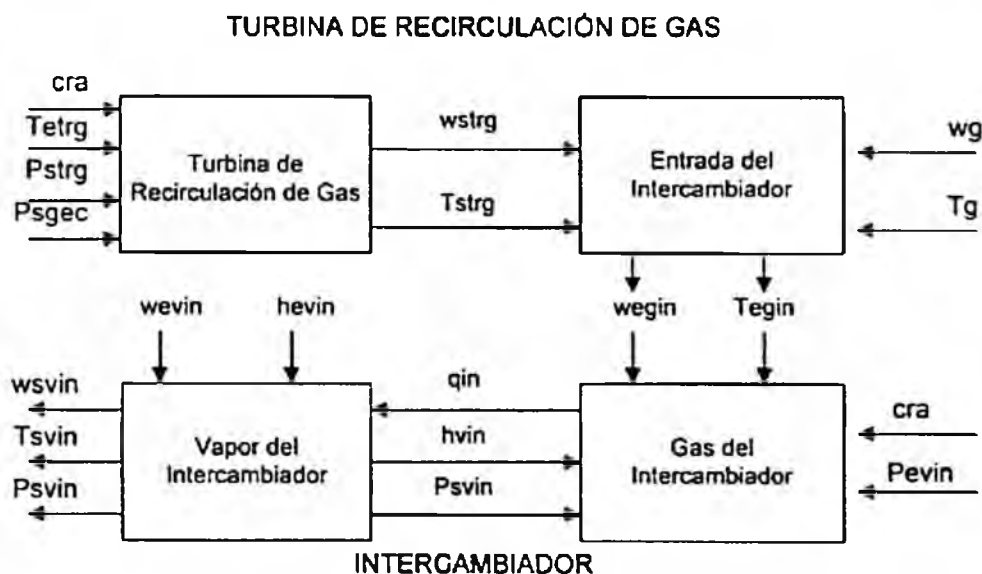 TURBINA DE RECIRCULACIÓN DE GAS
cra
Tetrg
Pstrg
Psgec
Turbina de
Recirculación de Gas
wstrg
Tstrg
Entrada del
Intercambiador
wg
Tg
wevin
hevin
wegin
Tegin
wsvin
Tsvin
Psvin
Vapor del
Intercambiador
qin
hvin
Psvin
Gas del
Intercambiador
cra
Pevin
INTERCAMBIADOR